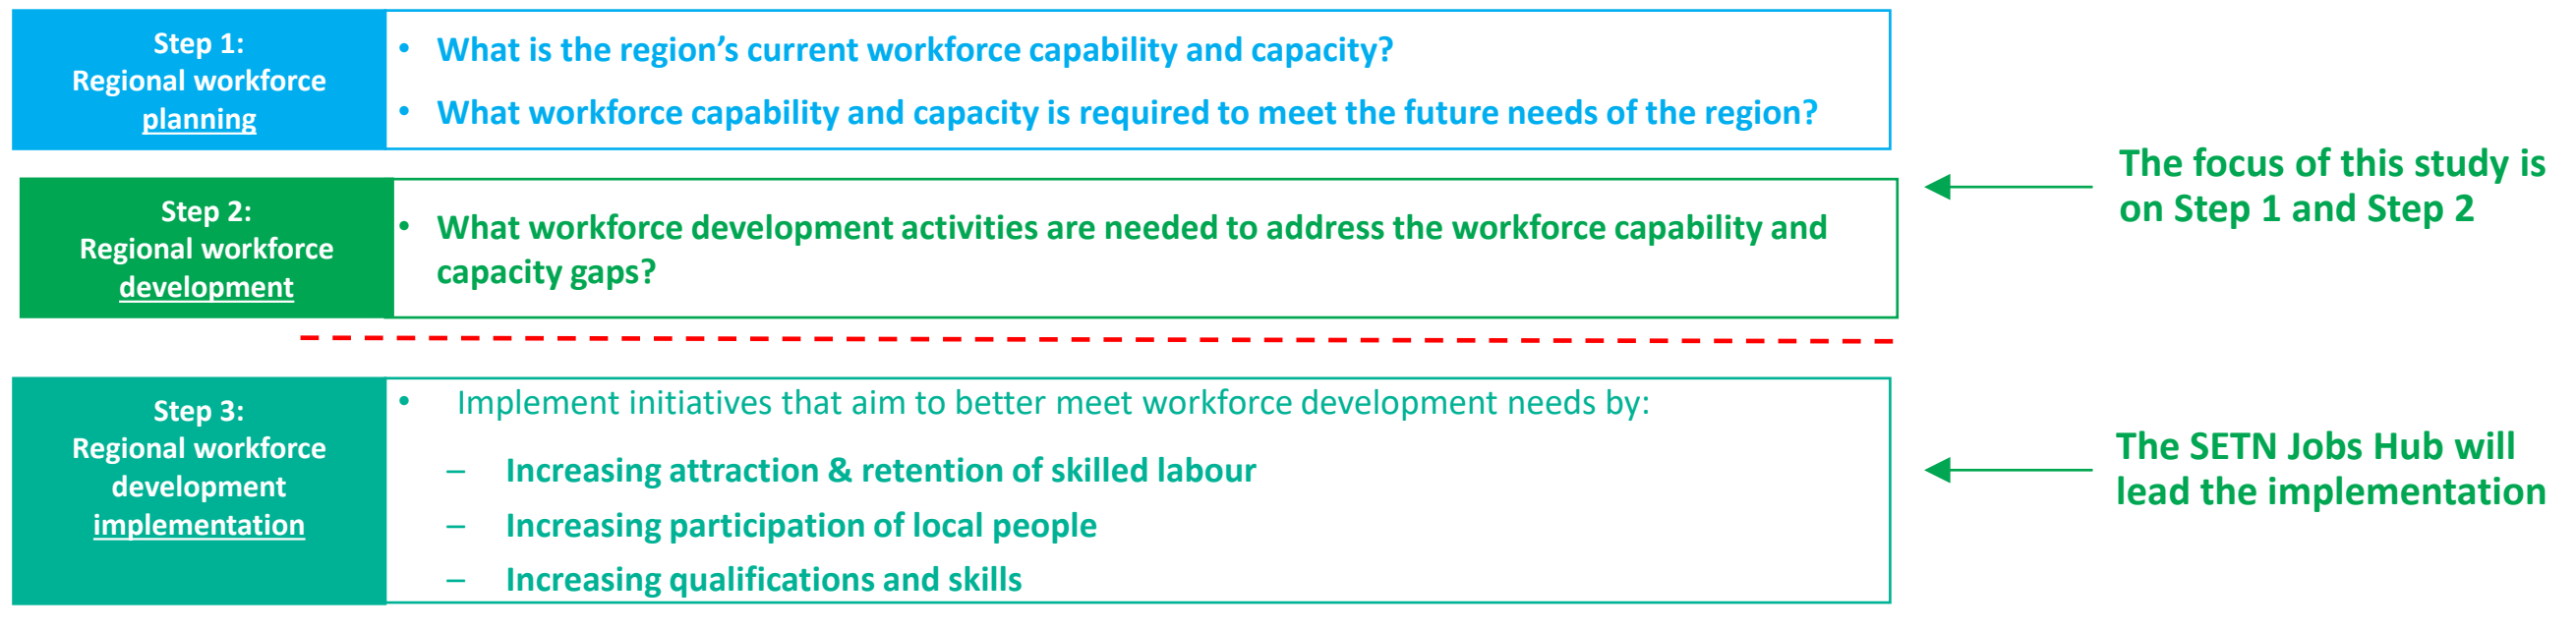 Step 1:
Regional workforce
planning
• What is the region’s current workforce capability and capacity?
• What workforce capability and capacity is required to meet the future needs of the region?
Step 2:
Regional workforce
development
• What workforce development activities are needed to address the workforce capability and
capacity gaps?
The focus of this study is
on Step 1 and Step 2
Step 3:
Regional workforce
development
implementation
• Implement initiatives that aim to better meet workforce development needs by:
– Increasing attraction & retention of skilled labour
– Increasing participation of local people
– Increasing qualifications and skills
The SETN Jobs Hub will
lead the implementation